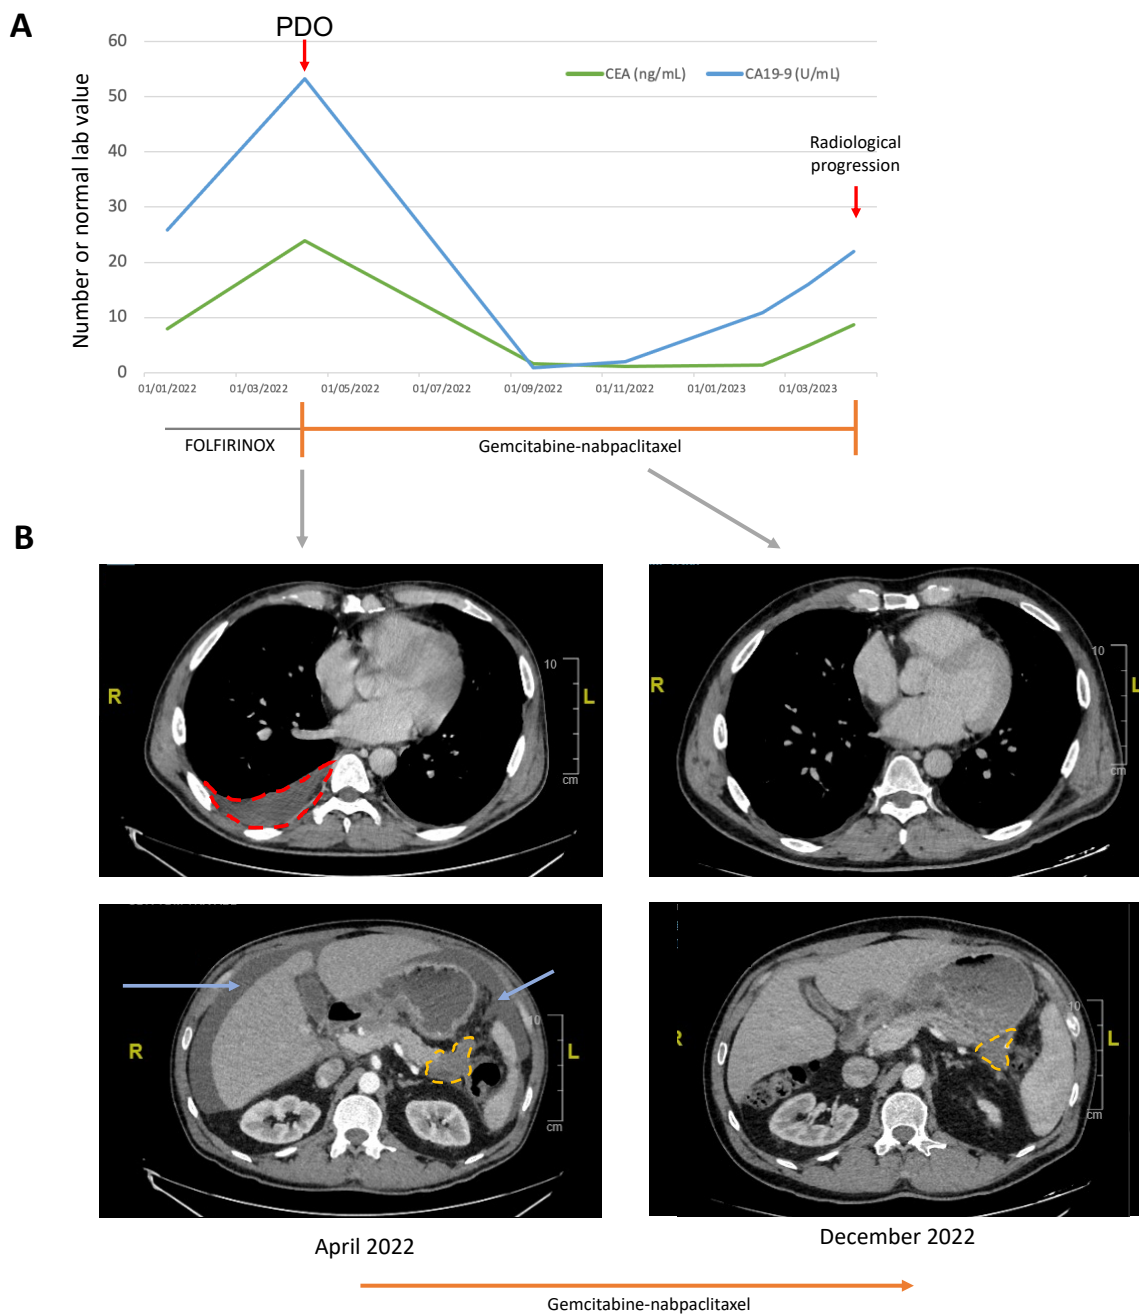 A
PDO
60
50
40
30
20
10
0
Number or normal lab value
CEA (ng/mL)
CA19-9 (U/mL)
Radiological
progression
01/01/2022
01/03/2022
01/05/2022
01/07/2022
01/09/2022
01/11/2022
01/01/2023
01/03/2023
FOLFIRINOX
Gemcitabine-nabpaclitaxel
B
R
10
L
cm
R
10
L
cm
R
0
L
cm
R
10
L
cm
April 2022
December 2022
Gemcitabine-nabpaclitaxel